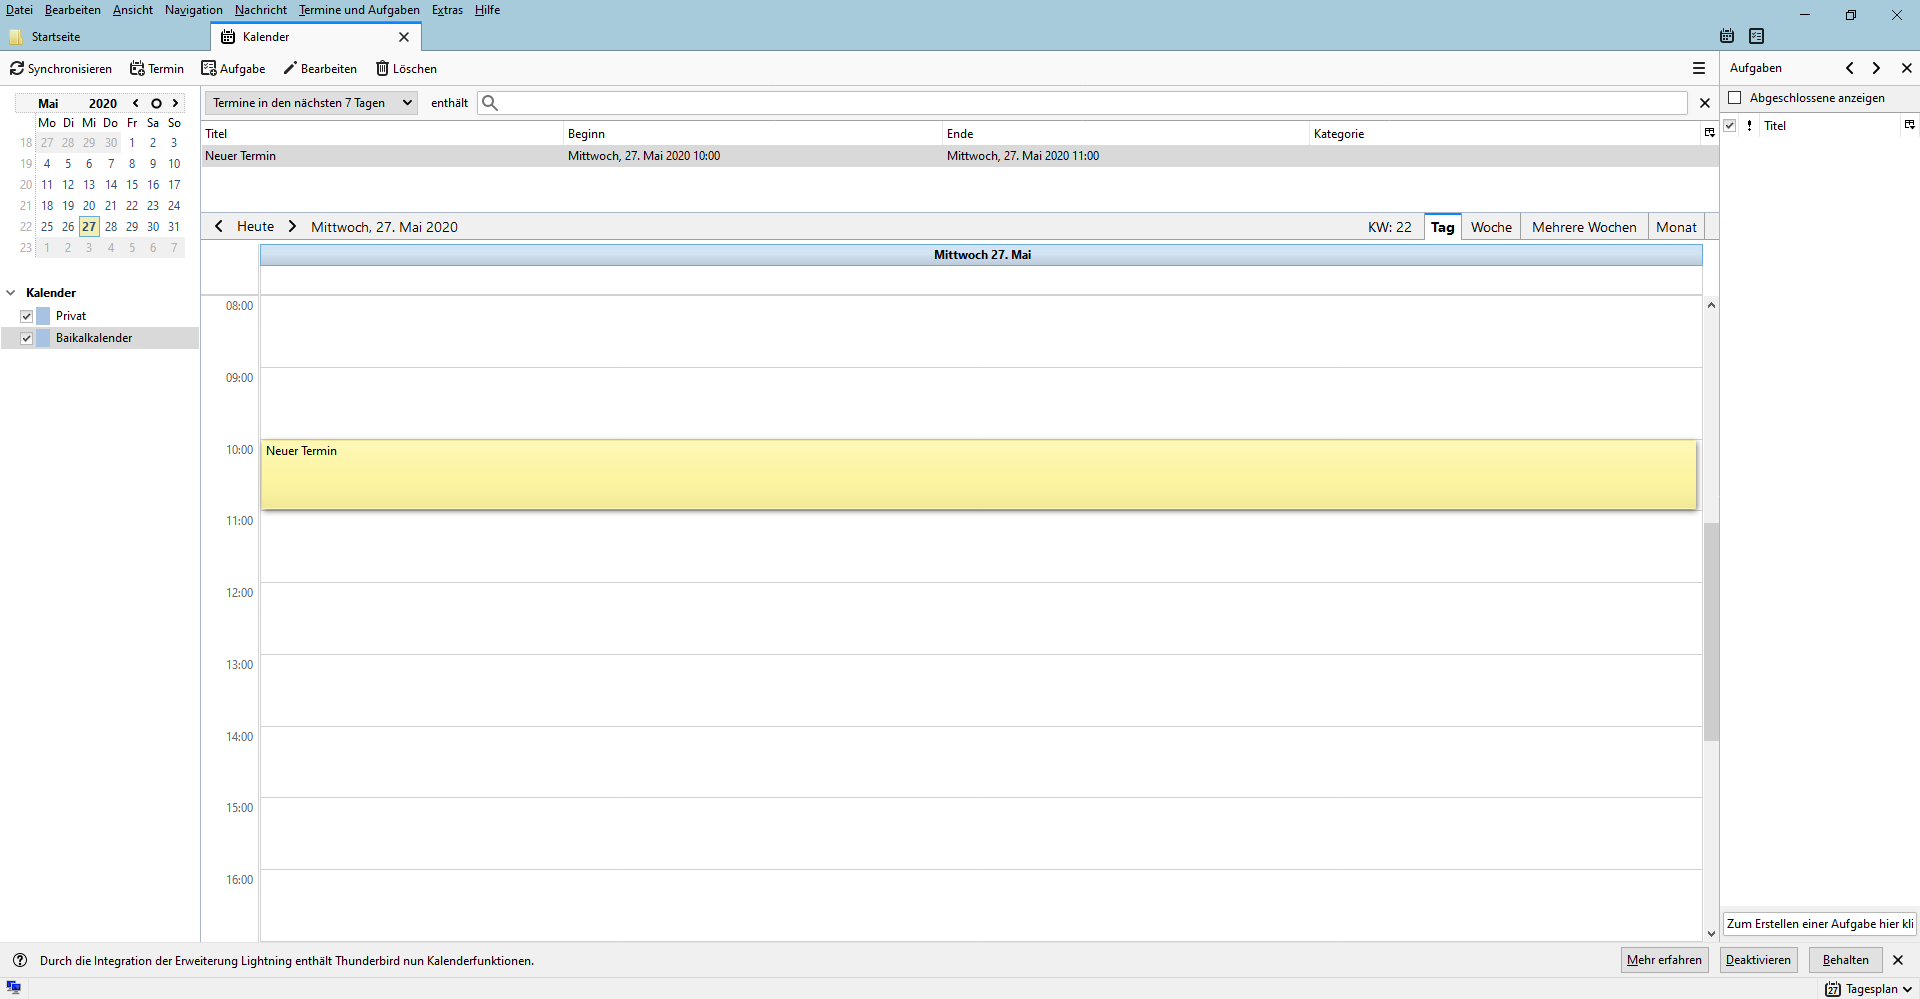 Datei Bearbeiten Ansicht Navigation Nachricht Termine und Aufgaben Extras Hilfe
Startseite Kalender
Synchronisieren Termin Aufgabe Bearbeiten Löschen
Aufgaben
Mai 2020
Mo Di Mi Do Fr Sa So
18 27 28 29 30 1 2 3
19 4 5 6 7 8 9 10
20 11 12 13 14 15 16 17
21 18 19 20 21 22 23 24
22 25 26 27 28 29 30 31
23 1 2 3 4 5 6 7
Kalender
Privat
Baikalkalender
Termine in den nächsten 7 Tagen enthält
Titel Beginn Ende Kategorie
Neuer Termin Mittwoch, 27. Mai 2020 10:00 Mittwoch, 27. Mai 2020 11:00
Heute Mittwoch, 27. Mai 2020 KW: 22 Tag Woche Mehrere Wochen Monat
Mittwoch 27. Mai
08:00
09:00
10:00 Neuer Termin
11:00
12:00
13:00
14:00
15:00
16:00
Abgeschlossene anzeigen
! Titel
Zum Erstellen einer Aufgabe hier kli
Durch die Integration der Erweiterung Lightning enthält Thunderbird nun Kalenderfunktionen. Mehr erfahren Deaktivieren Behalten
27 Tagesplan